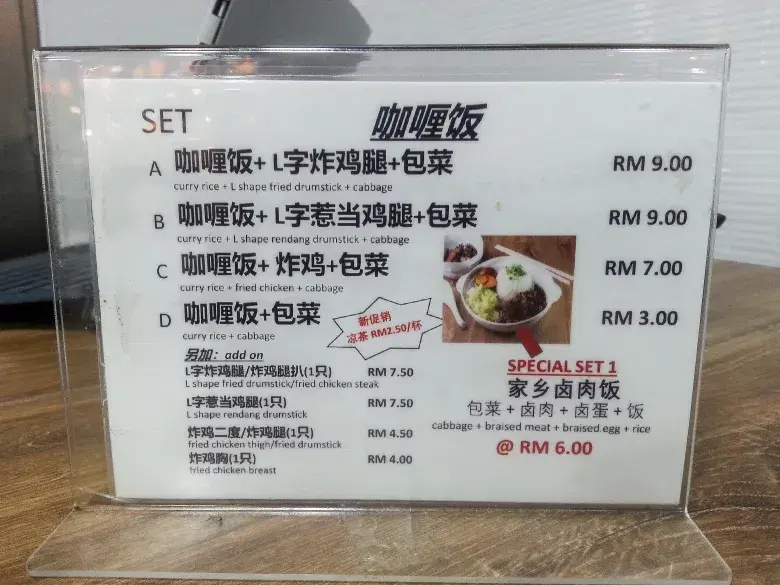 SET 咖喱饭
A 咖喱饭+ L字炸鸡腿+包菜 RM 9.00
curry rice + L shape fried drumstick + cabbage
B 咖喱饭+ L字惹当鸡腿+包菜 RM 9.00
curry rice + L shape rendang drumstick + cabbage
C 咖喱饭+ 炸鸡+包菜 RM 7.00
curry rice + fried chicken + cabbage
D 咖喱饭+包菜 RM 3.00
curry rice + cabbage
新促销
凉茶 RM2.50/杯
另加: add on
L字炸鸡腿/炸鸡腿扒(1只) RM 7.50
L shape fried drumstick/fried chicken steak
L字惹当鸡腿(1只) RM 7.50
L shape rendang drumstick
炸鸡二度/炸鸡腿(1只) RM 4.50
fried chicken thigh/fried drumstick
炸鸡胸(1只) RM 4.00
fried chicken breast
SPECIAL SET 1
家乡卤肉饭
包菜 + 卤肉 + 卤蛋 + 饭
cabbage + braised meat + braised egg + rice
@ RM 6.00